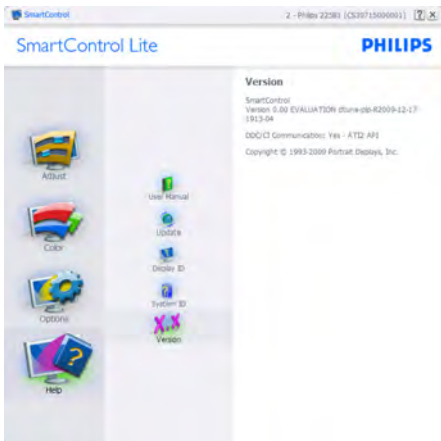 SmartControl
2 - Philips 225B1 (CS30715000001) ? X
SmartControl Lite
PHILIPS
Version
SmartControl
Version 0.00 EVALUATION dtune-plp-R2009-12-17-
1913-04
DDC/CI Communication: Yes - ATI2 API
Copyright © 1993-2009 Portrait Displays, Inc.
Adjust
Color
Options
Help
User Manual
Update
Display ID
System ID
X.X
Version